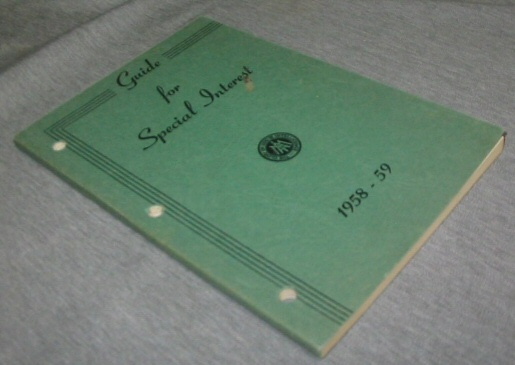 Guide
for
Special Interest
1958 - 59